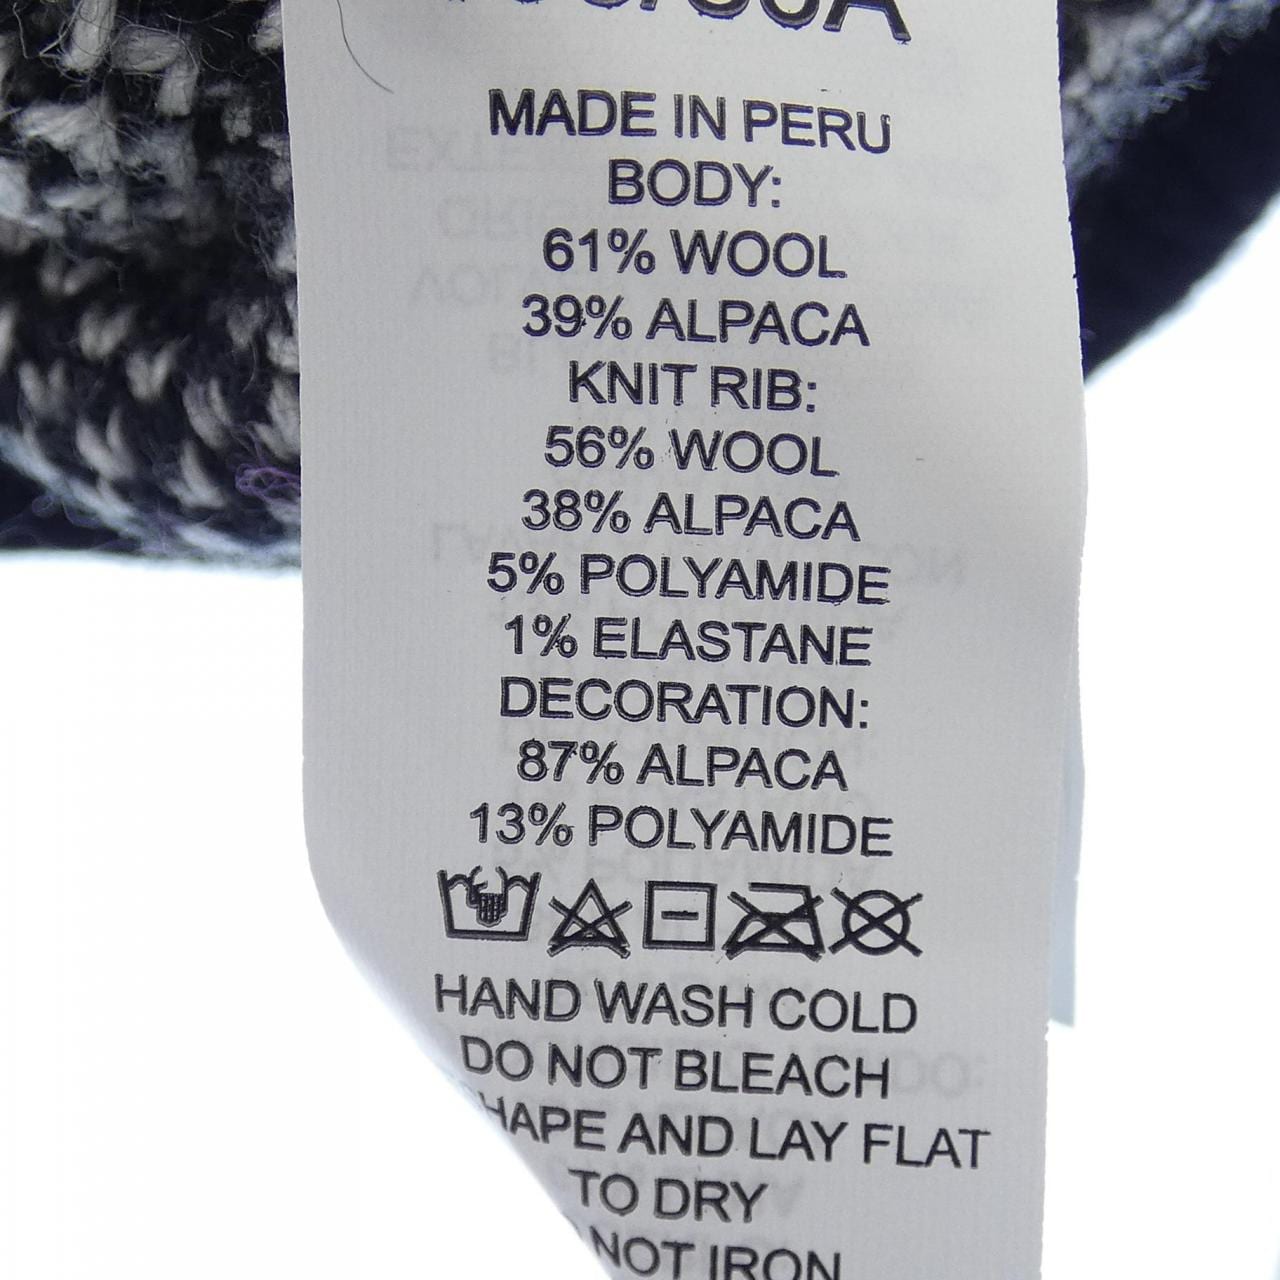 MADE IN PERU
BODY:
61% WOOL
39% ALPACA
KNIT RIB:
56% WOOL
38% ALPACA
5% POLYAMIDE
1% ELASTANE
DECORATION:
87% ALPACA
13% POLYAMIDE
HAND WASH COLD
DO NOT BLEACH
HAPE AND LAY FLAT
TO DRY
NOT IRON